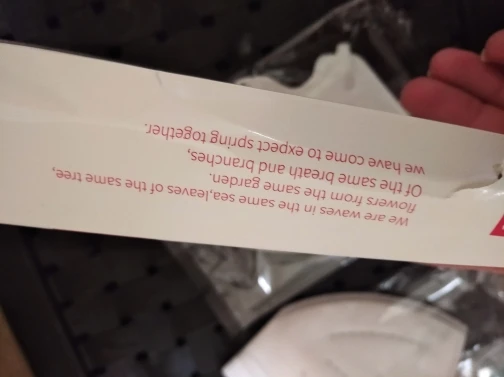 We are waves in the same sea,leaves of the same tree,
flowers from the same garden.
Of the same breath and branches,
we have come to expect spring together.